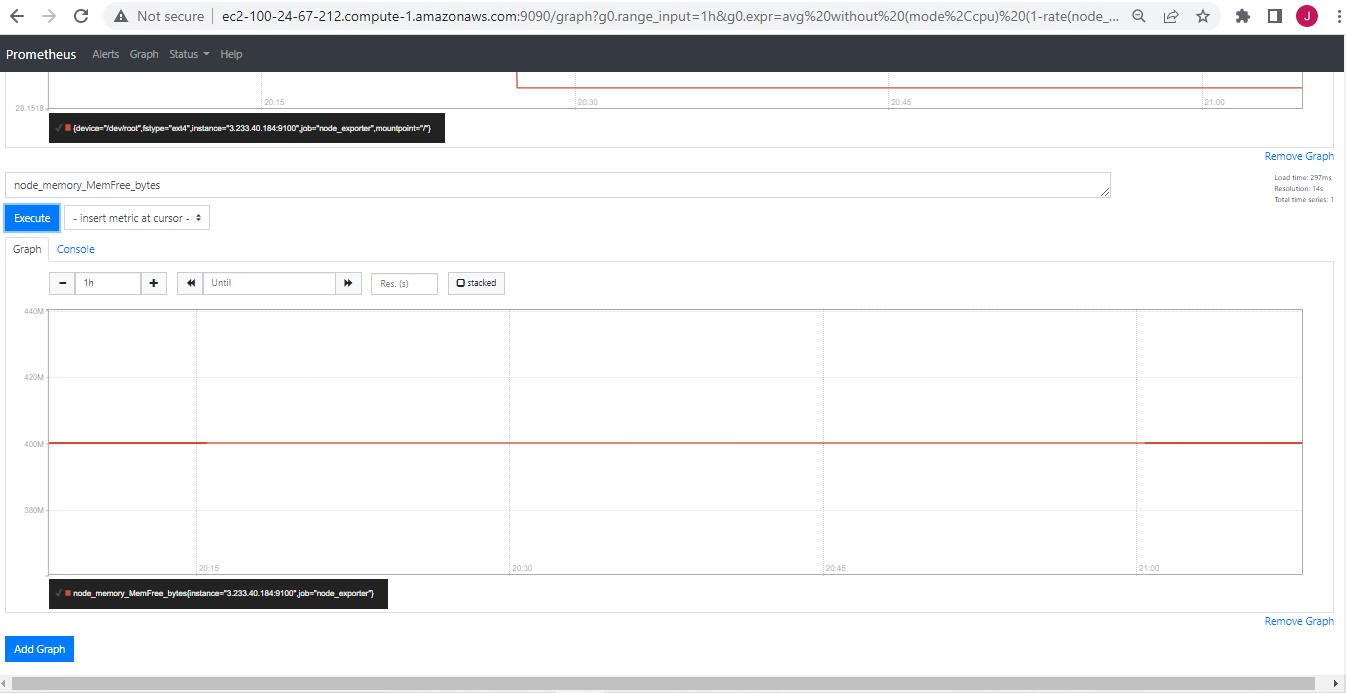 Not secure | ec2-100-24-67-212.compute-1.amazonaws.com:9090/graph?g0.range_input=1h&g0.expr=avg%20without%20(mode%2Ccpu)%20(1-rate(node_... J
Prometheus Alerts Graph Status Help
28.1518
20:15 20:30 20:45 21:00
{device="/dev/root",fstype="ext4",instance="3.233.40.184:9100",job="node_exporter",mountpoint="/"}
Remove Graph
node_memory_MemFree_bytes
Load time: 297ms
Resolution: 14s
Total time series: 1
Execute - insert metric at cursor -
Graph Console
1h Until Res. (s) stacked
440M
420M
400M
380M
20:15 20:30 20:45 21:00
node_memory_MemFree_bytes{instance="3.233.40.184:9100",job="node_exporter"}
Remove Graph
Add Graph